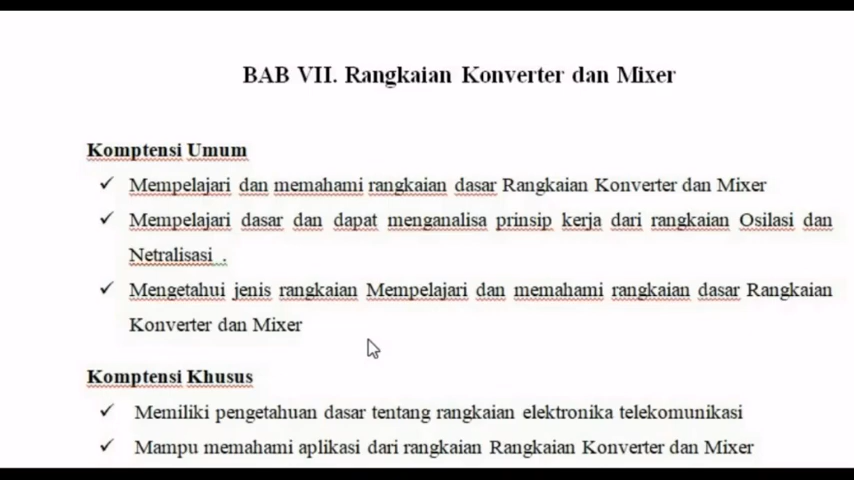 BAB VII. Rangkaian Konverter dan Mixer
Komptensi Umum
✓ Mempelajari dan memahami rangkaian dasar Rangkaian Konverter dan Mixer
✓ Mempelajari dasar dan dapat menganalisa prinsip kerja dari rangkaian Osilasi dan
Netralisasi .
✓ Mengetahui jenis rangkaian Mempelajari dan memahami rangkaian dasar Rangkaian
Konverter dan Mixer
Komptensi Khusus
✓ Memiliki pengetahuan dasar tentang rangkaian elektronika telekomunikasi
✓ Mampu memahami aplikasi dari rangkaian Rangkaian Konverter dan Mixer